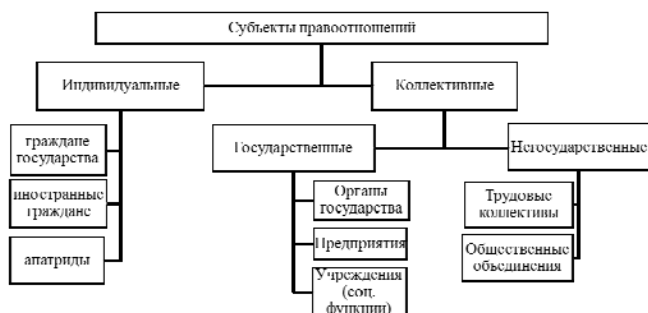 Субъекты правоотношений
Индивидуальные
Коллективные
граждане
государства
иностранные
граждане
апатриды
Государственные
Негосударственные
Органы
государства
Предприятия
Учреждения
(соц.
функции)
Трудовые
коллективы
Общественные
объединения